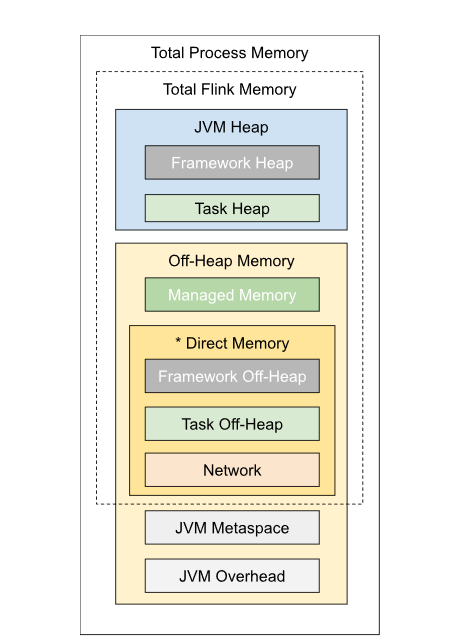 Total Process Memory
Total Flink Memory
JVM Heap
Framework Heap
Task Heap
Off-Heap Memory
Managed Memory
* Direct Memory
Framework Off-Heap
Task Off-Heap
Network
JVM Metaspace
JVM Overhead